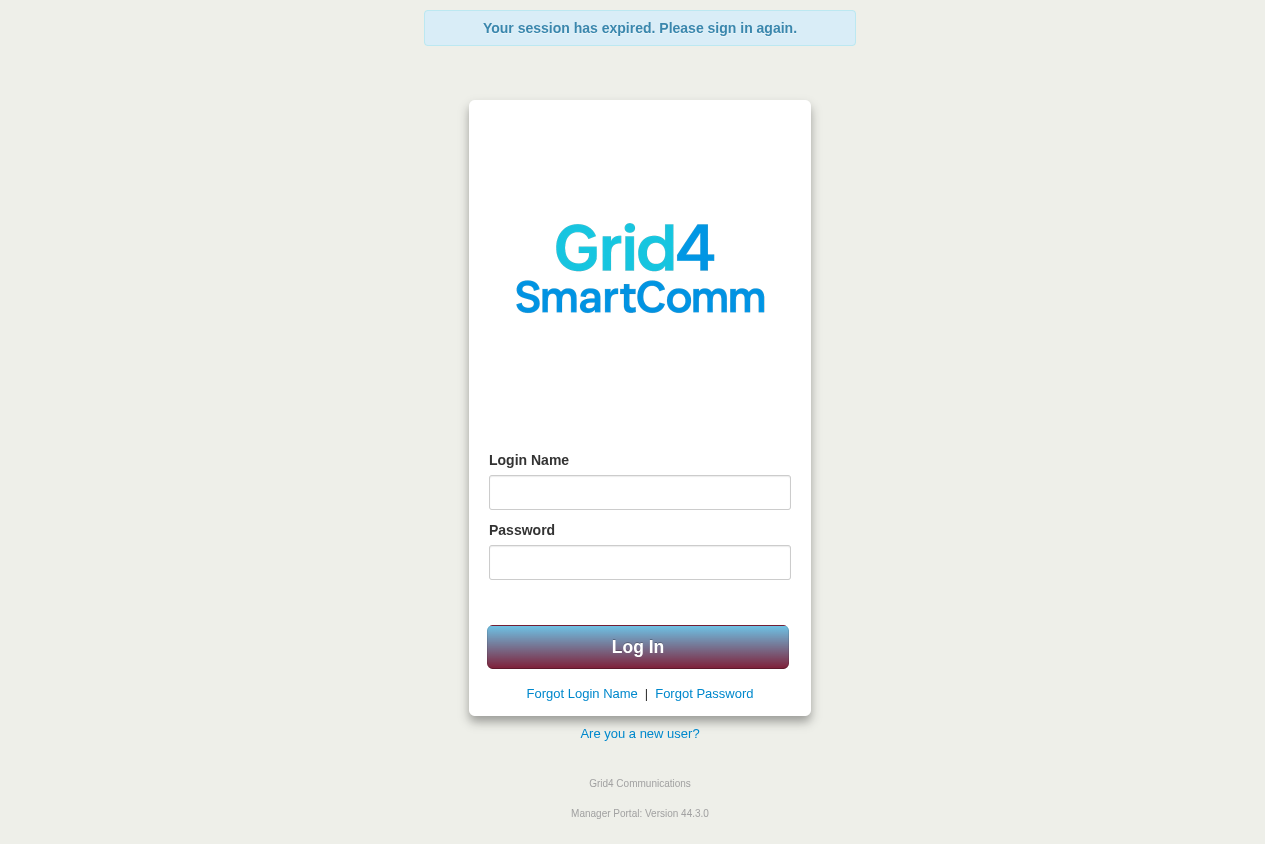 Your session has expired. Please sign in again.
Grid4
SmartComm
Login Name
Password
Log In
Forgot Login Name | Forgot Password
Are you a new user?
Grid4 Communications
Manager Portal: Version 44.3.0